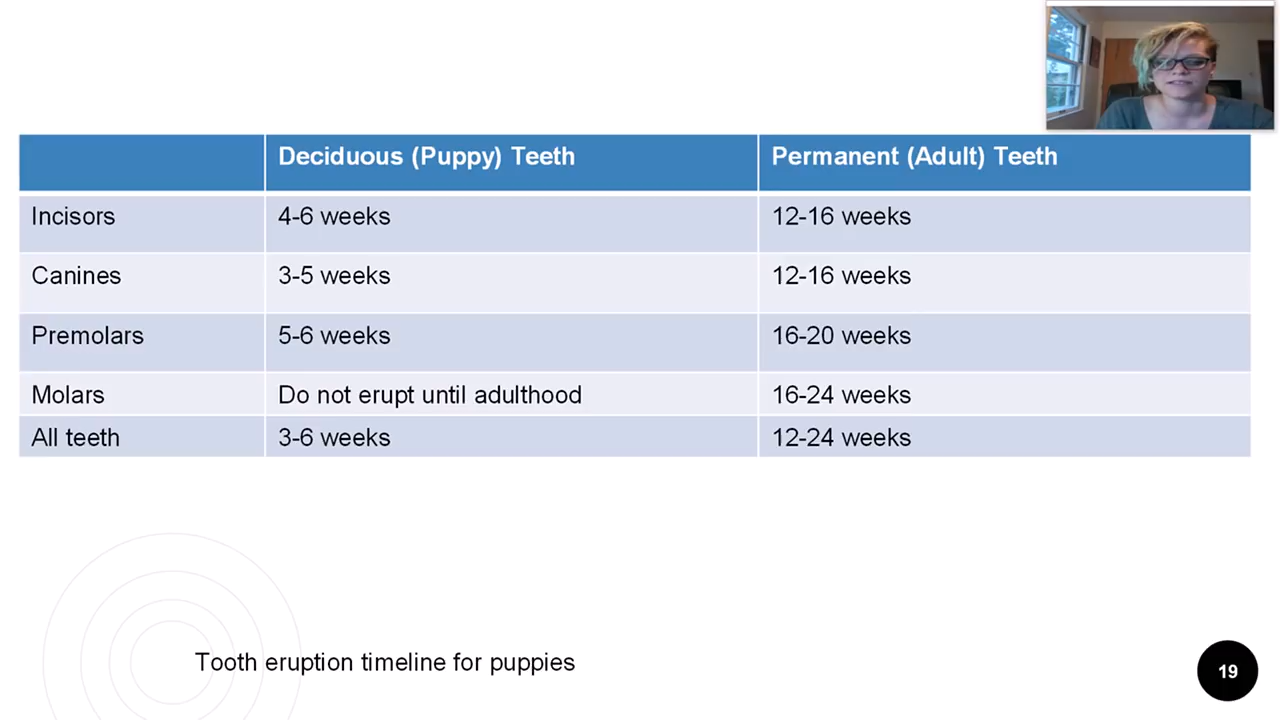 Deciduous (Puppy) Teeth Permanent (Adult) Teeth
Incisors 4-6 weeks 12-16 weeks
Canines 3-5 weeks 12-16 weeks
Premolars 5-6 weeks 16-20 weeks
Molars Do not erupt until adulthood 16-24 weeks
All teeth 3-6 weeks 12-24 weeks
Tooth eruption timeline for puppies
19